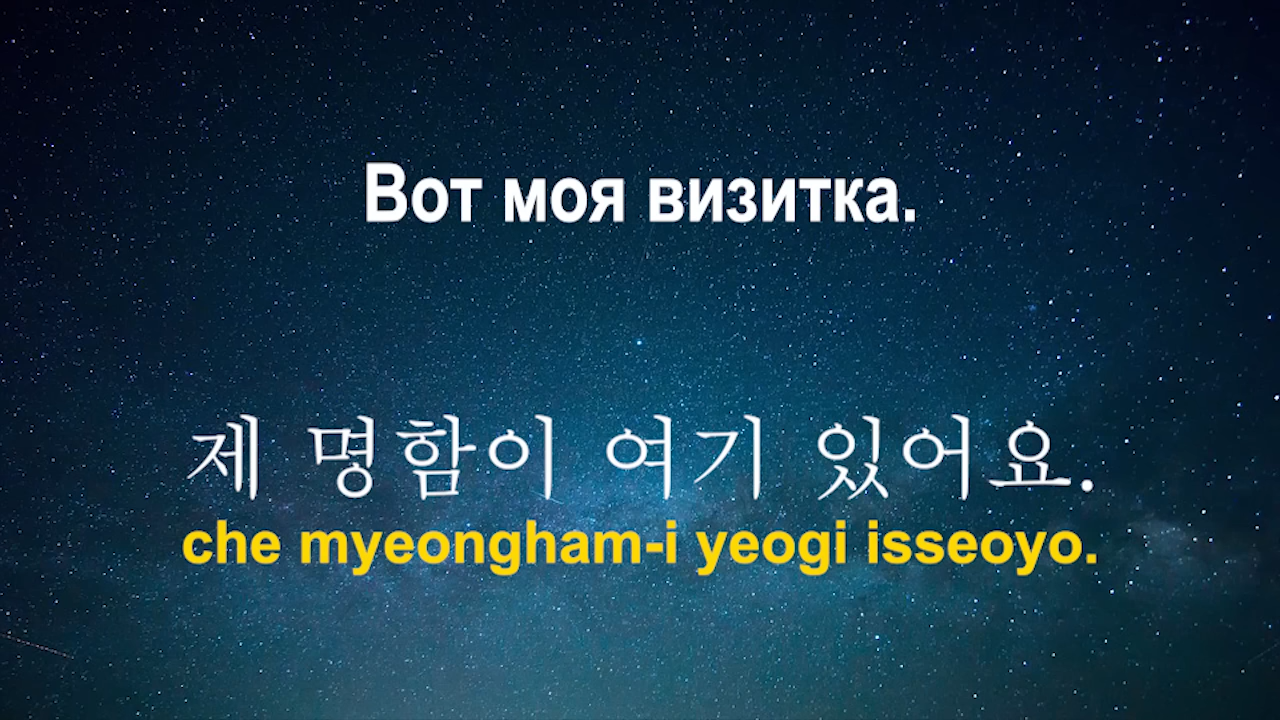 Вот моя визитка.
제 명함이 여기 있어요.
che myeongham-i yeogi isseoyo.